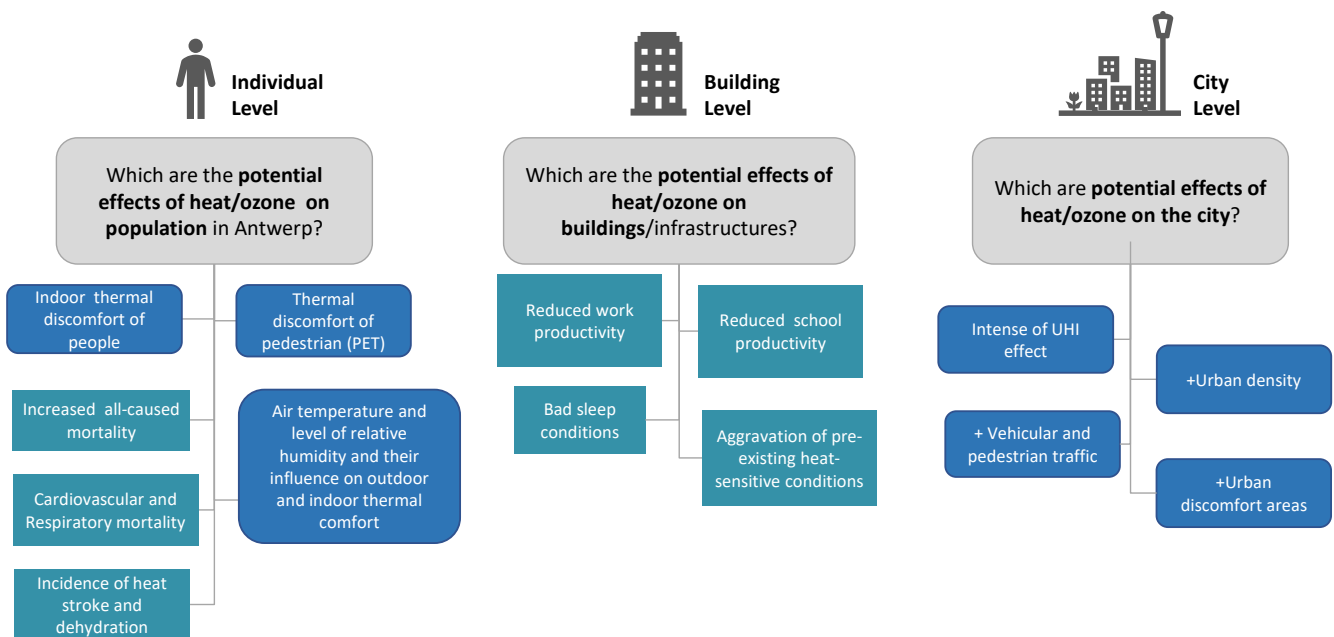 Individual
Level
Which are the potential
effects of heat/ozone on
population in Antwerp?
Indoor thermal
discomfort of
people
Thermal
discomfort of
pedestrian (PET)
Increased all-caused
mortality
Air temperature and
level of relative
humidity and their
influence on outdoor
and indoor thermal
comfort
Cardiovascular and
Respiratory mortality
Incidence of heat
stroke and
dehydration
Building
Level
Which are the potential effects of
heat/ozone on
buildings/infrastructures?
Reduced work
productivity
Reduced school
productivity
Bad sleep
conditions
Aggravation of pre-
existing heat-
sensitive conditions
City
Level
Which are potential effects of
heat/ozone on the city?
Intense of UHI
effect
+Urban density
+ Vehicular and
pedestrian traffic
+Urban
discomfort areas